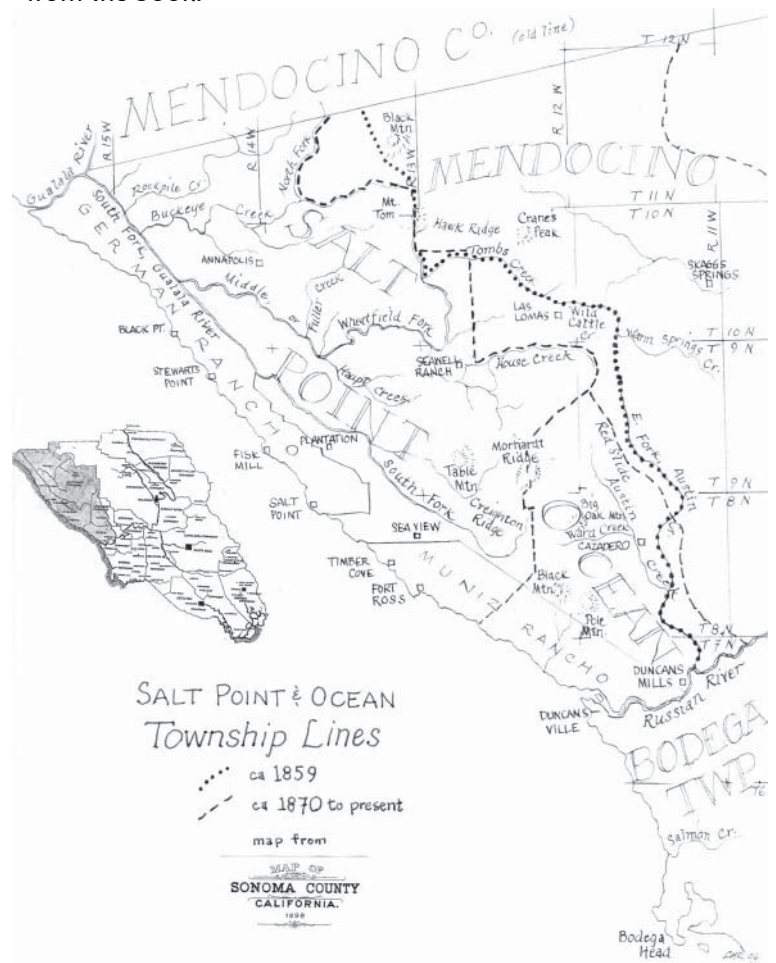 from the book.
MENDOCINO CO. (old line)
T 12 N
R 15 W
R 14 W
R 13 W
R 12 W
Black Mtn
MENDOCINO
Gualala River
Rockpile Cr.
North Fork
T 11 N
T 10 N
R 11 W
Mt. Tom
Hawk Ridge
Crane's Peak
South Fork, Gualala River
Buckeye Creek
SALT
POINT
Tombs Creek
SKAGGS SPRINGS
GERMAN RANCHO
ANNAPOLIS
Middle, or
Fuller Creek
Wheatfield Fork
LAS LOMAS
Wild Cattle Cr.
Warm Springs Cr.
T 10 N
T 9 N
BLACK PT.
STEWARTS POINT
SEAWELL RANCH
House Creek
Haupt Creek
E. Fork Austin Cr.
Red Slide
PLANTATION
FISK MILL
Table Mtn.
Morhardt Ridge
T 9 N
T 8 N
SALT POINT
South Fork
Creighton Ridge
Big Oak Mtn
Ward Creek
CAZADERO
Austin Creek
OCEAN
SEA VIEW
TIMBER COVE
FORT ROSS
MUNIZ RANCHO
Black Mtn.
Pole Mtn.
T 8 N
T 7 N
DUNCANS MILLS
Russian River
DUNCANS VILLE
BODEGA TWP
T6
Salmon Cr.
Bodega Head
SALT POINT & OCEAN
Township Lines
ca 1859
ca 1870 to present
map from
MAP OF
SONOMA COUNTY
CALIFORNIA.
1898